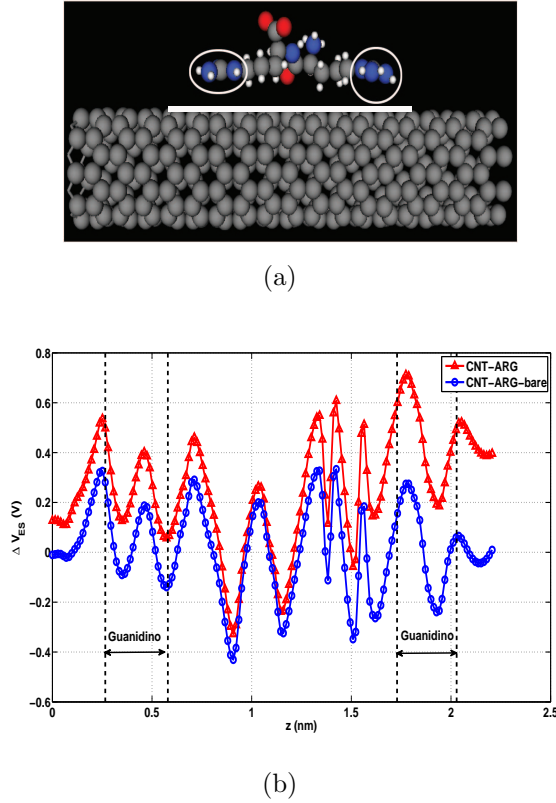 (a)
0.8
0.6
0.4
0.2
0
−0.2
−0.4
−0.6
Δ V_ES (V)
CNT−ARG
CNT−ARG−bare
Guanidino
Guanidino
0
0.5
1
1.5
2
2.5
z (nm)
(b)